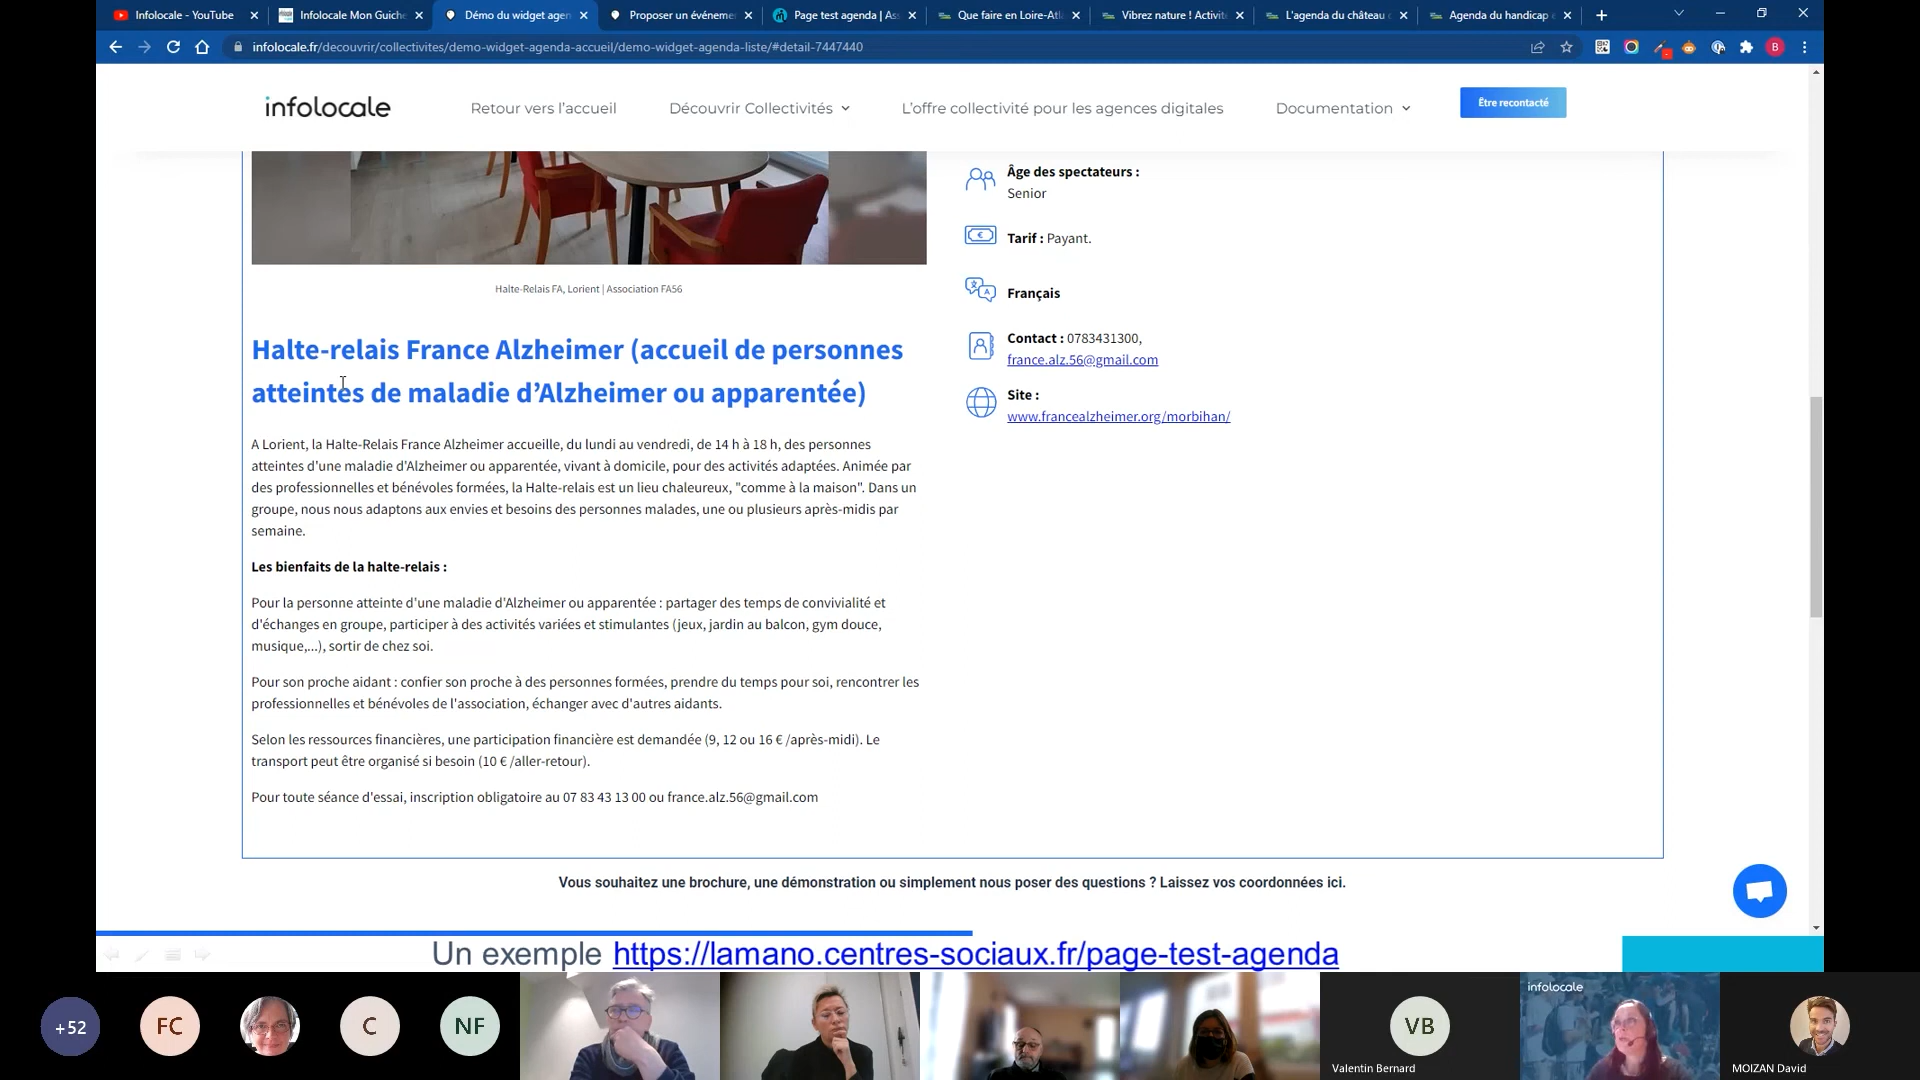 Infolocale - YouTube
Infolocale Mon Guiche
Démo du widget agen
Proposer un événeme
Page test agenda | As
Que faire en Loire-Atl
Vibrez nature ! Activit
L'agenda du château
Agenda du handicap
infolocale.fr/decouvrir/collectivites/demo-widget-agenda-accueil/demo-widget-agenda-liste/#detail-7447440
B
infolocale
Retour vers l'accueil
Découvrir Collectivités
L'offre collectivité pour les agences digitales
Documentation
Être recontacté
Halte-Relais FA, Lorient | Association FA56
Halte-relais France Alzheimer (accueil de personnes
atteintes de maladie d'Alzheimer ou apparentée)
A Lorient, la Halte-Relais France Alzheimer accueille, du lundi au vendredi, de 14 h à 18 h, des personnes
atteintes d'une maladie d'Alzheimer ou apparentée, vivant à domicile, pour des activités adaptées. Animée par
des professionnelles et bénévoles formées, la Halte-relais est un lieu chaleureux, "comme à la maison". Dans un
groupe, nous nous adaptons aux envies et besoins des personnes malades, une ou plusieurs après-midis par
semaine.
Les bienfaits de la halte-relais :
Pour la personne atteinte d'une maladie d'Alzheimer ou apparentée : partager des temps de convivialité et
d'échanges en groupe, participer à des activités variées et stimulantes (jeux, jardin au balcon, gym douce,
musique,...), sortir de chez soi.
Pour son proche aidant : confier son proche à des personnes formées, prendre du temps pour soi, rencontrer les
professionnelles et bénévoles de l'association, échanger avec d'autres aidants.
Selon les ressources financières, une participation financière est demandée (9, 12 ou 16 € /après-midi). Le
transport peut être organisé si besoin (10 € /aller-retour).
Pour toute séance d'essai, inscription obligatoire au 07 83 43 13 00 ou france.alz.56@gmail.com
Âge des spectateurs :
Senior
Tarif : Payant.
Français
Contact : 0783431300,
france.alz.56@gmail.com
Site :
www.francealzheimer.org/morbihan/
Vous souhaitez une brochure, une démonstration ou simplement nous poser des questions ? Laissez vos coordonnées ici.
Un exemple https://lamano.centres-sociaux.fr/page-test-agenda
+52
FC
C
NF
VB
Valentin Bernard
infolocale
MOIZAN David